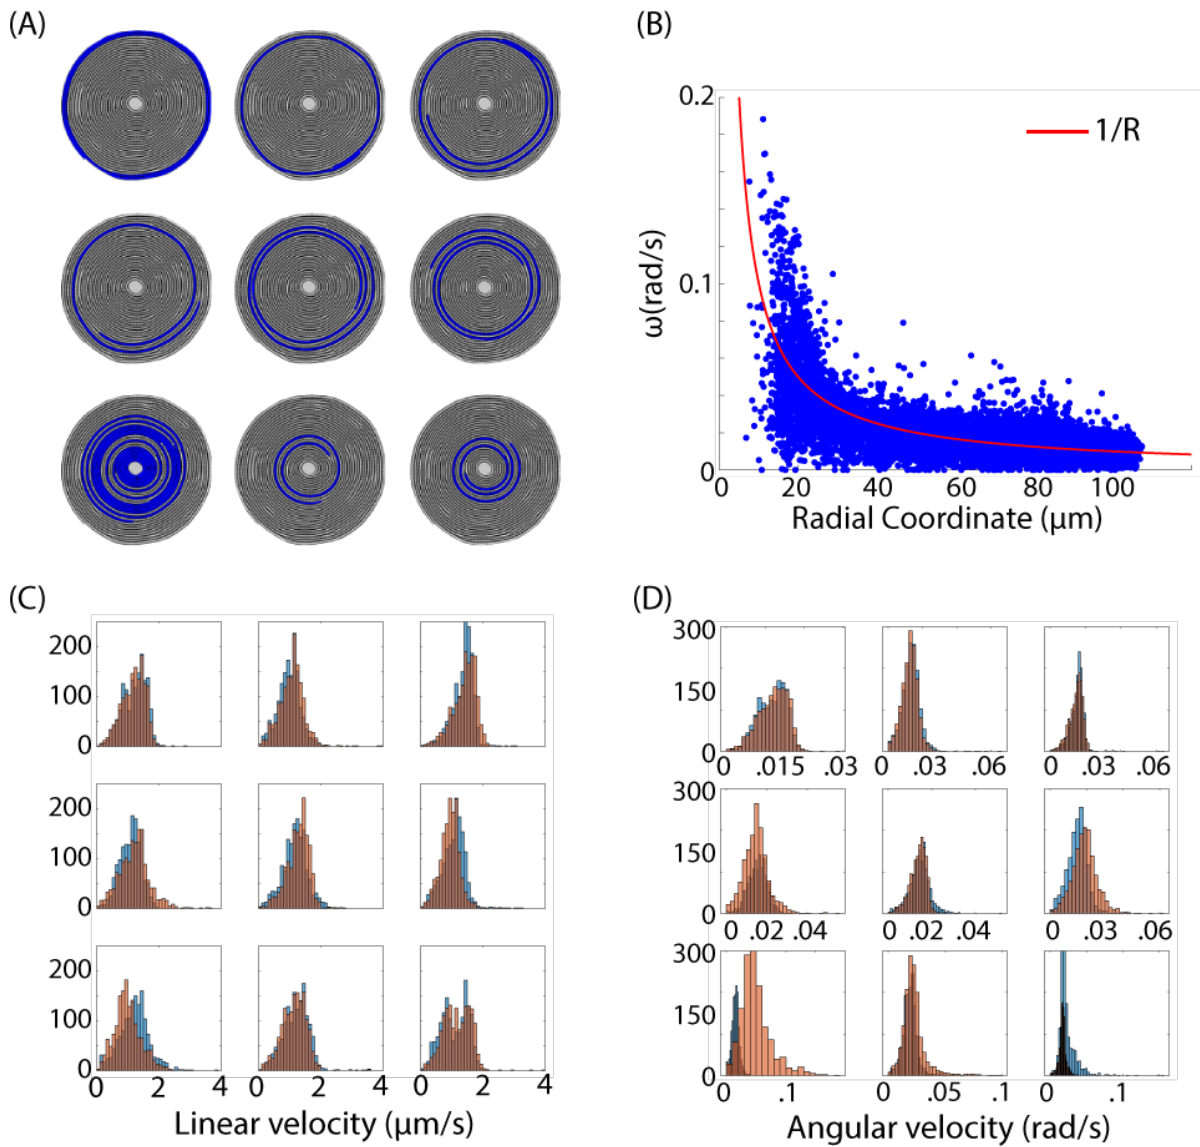 (A)
(B)
0.2
1/R
ω(rad/s)
0.1
0
0 20 40 60 80 100
Radial Coordinate (μm)
(C)
(D)
200
100
0
200
100
0
200
100
0
0 2 4 0 2 4 0 2 4
Linear velocity (μm/s)
300
150
0
0 .015 .03 0 .03 .06 0 .03 .06
300
150
0
0 .02 .04 0 .02 .04 0 .03 .06
300
150
0
0 .1 0 .05 .1 0 .1
Angular velocity (rad/s)